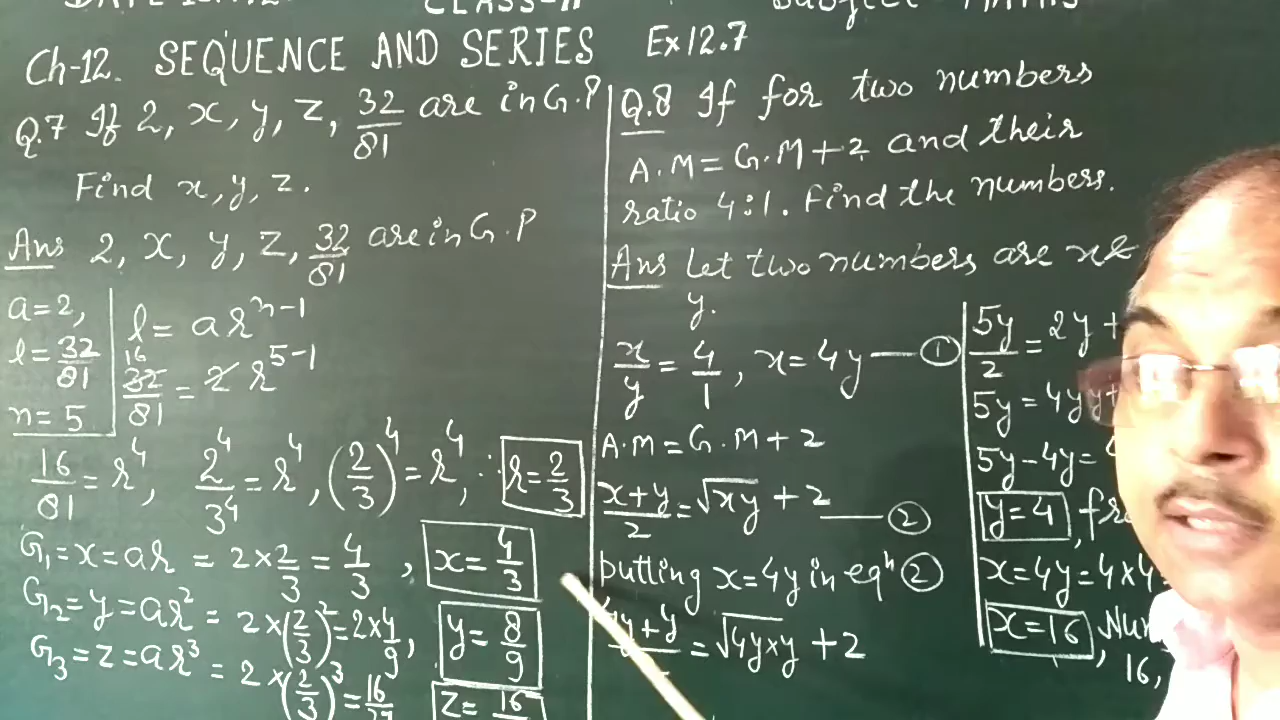 CLASS-11
Ch-12. SEQUENCE AND SERIES Ex 12.7
Q.7 If 2, x, y, z, 32/81 are in G.P
Find x, y, z.
Ans 2, x, y, z, 32/81 are in G.P
a=2,
l=32/81
n=5
l=ar^(n-1)
16
32/81 = 2 r^(5-1)
16/81 = r^4, 2^4/3^4 = r^4, (2/3)^4 = r^4, ∴ r=2/3
G1=x=ar = 2×2/3 = 4/3, x=4/3
G2=y=ar^2 = 2×(2/3)^2 = 2×4/9, y=8/9
G3=z=ar^3 = 2×(2/3)^3 = 16/27 z=16
Q.8 If for two numbers
A.M=G.M+2 and their
ratio 4:1. Find the numbers.
Ans Let two numbers are x &
y.
x/y = 4/1, x=4y — ①
A.M=G.M+2
(x+y)/2 = √xy + 2 — ②
putting x=4y in eqn ②
4y+y = √4y×y + 2
5y/2 = 2y +
5y=4y
5y-4y=
y=4,
x=4y=4×4=
x=16,
16,